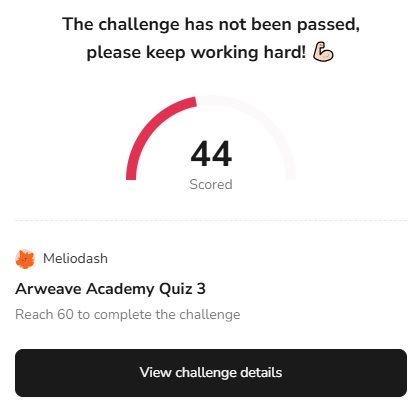 The challenge has not been passed,
please keep working hard! 💪🏻
44
Scored
Meliodash
Arweave Academy Quiz 3
Reach 60 to complete the challenge
View challenge details